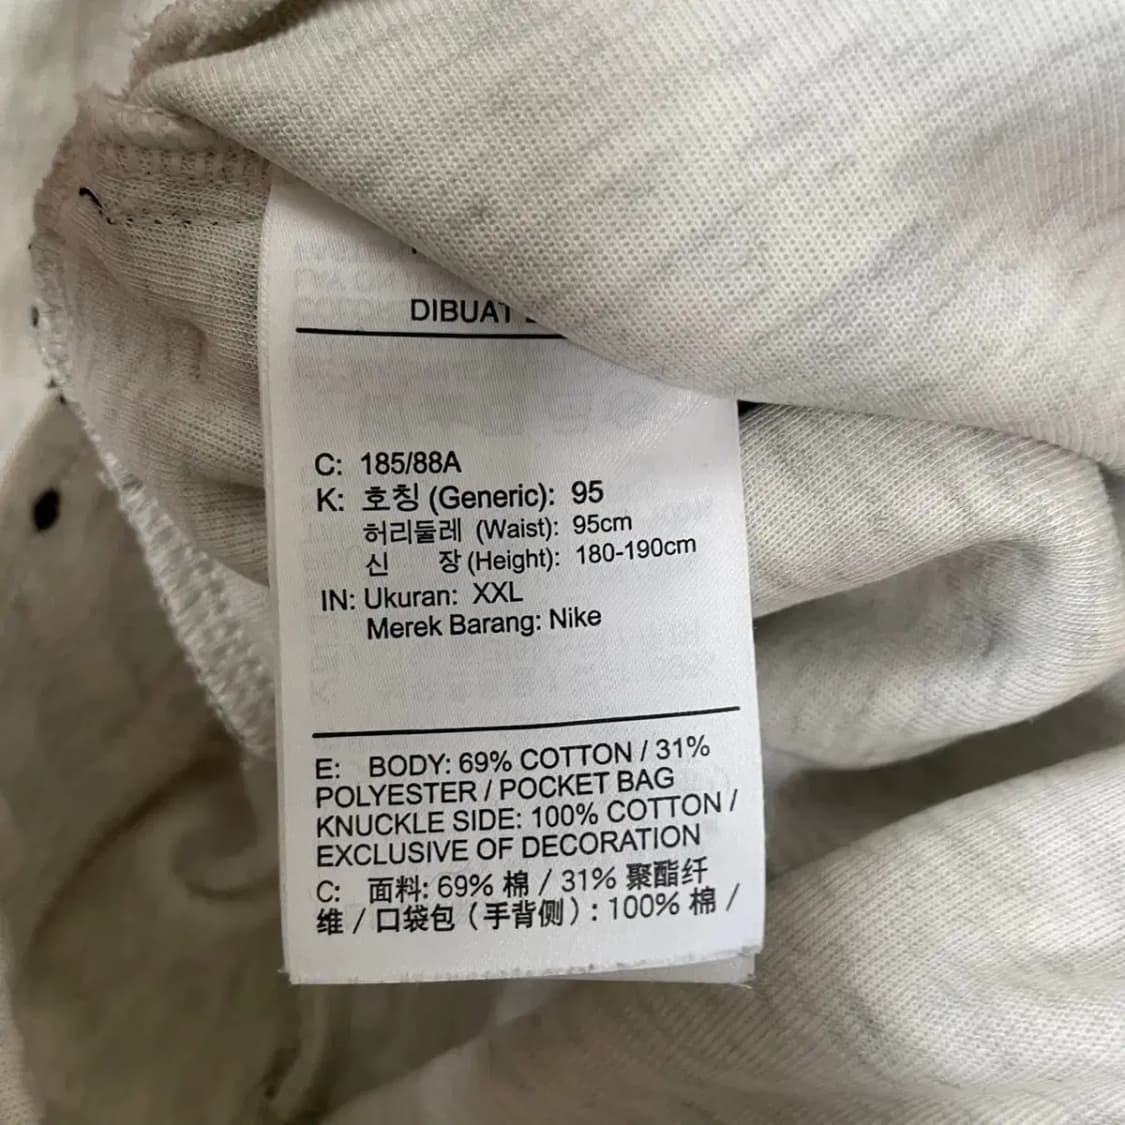 DIBUAT
C: 185/88A
K: 호칭 (Generic): 95
허리둘레 (Waist): 95cm
신 장 (Height): 180-190cm
IN: Ukuran: XXL
Merek Barang: Nike
E: BODY: 69% COTTON / 31%
POLYESTER / POCKET BAG
KNUCKLE SIDE: 100% COTTON /
EXCLUSIVE OF DECORATION
C: 面料: 69% 棉 / 31% 聚酯纤
维 / 口袋包（手背侧）: 100% 棉 /